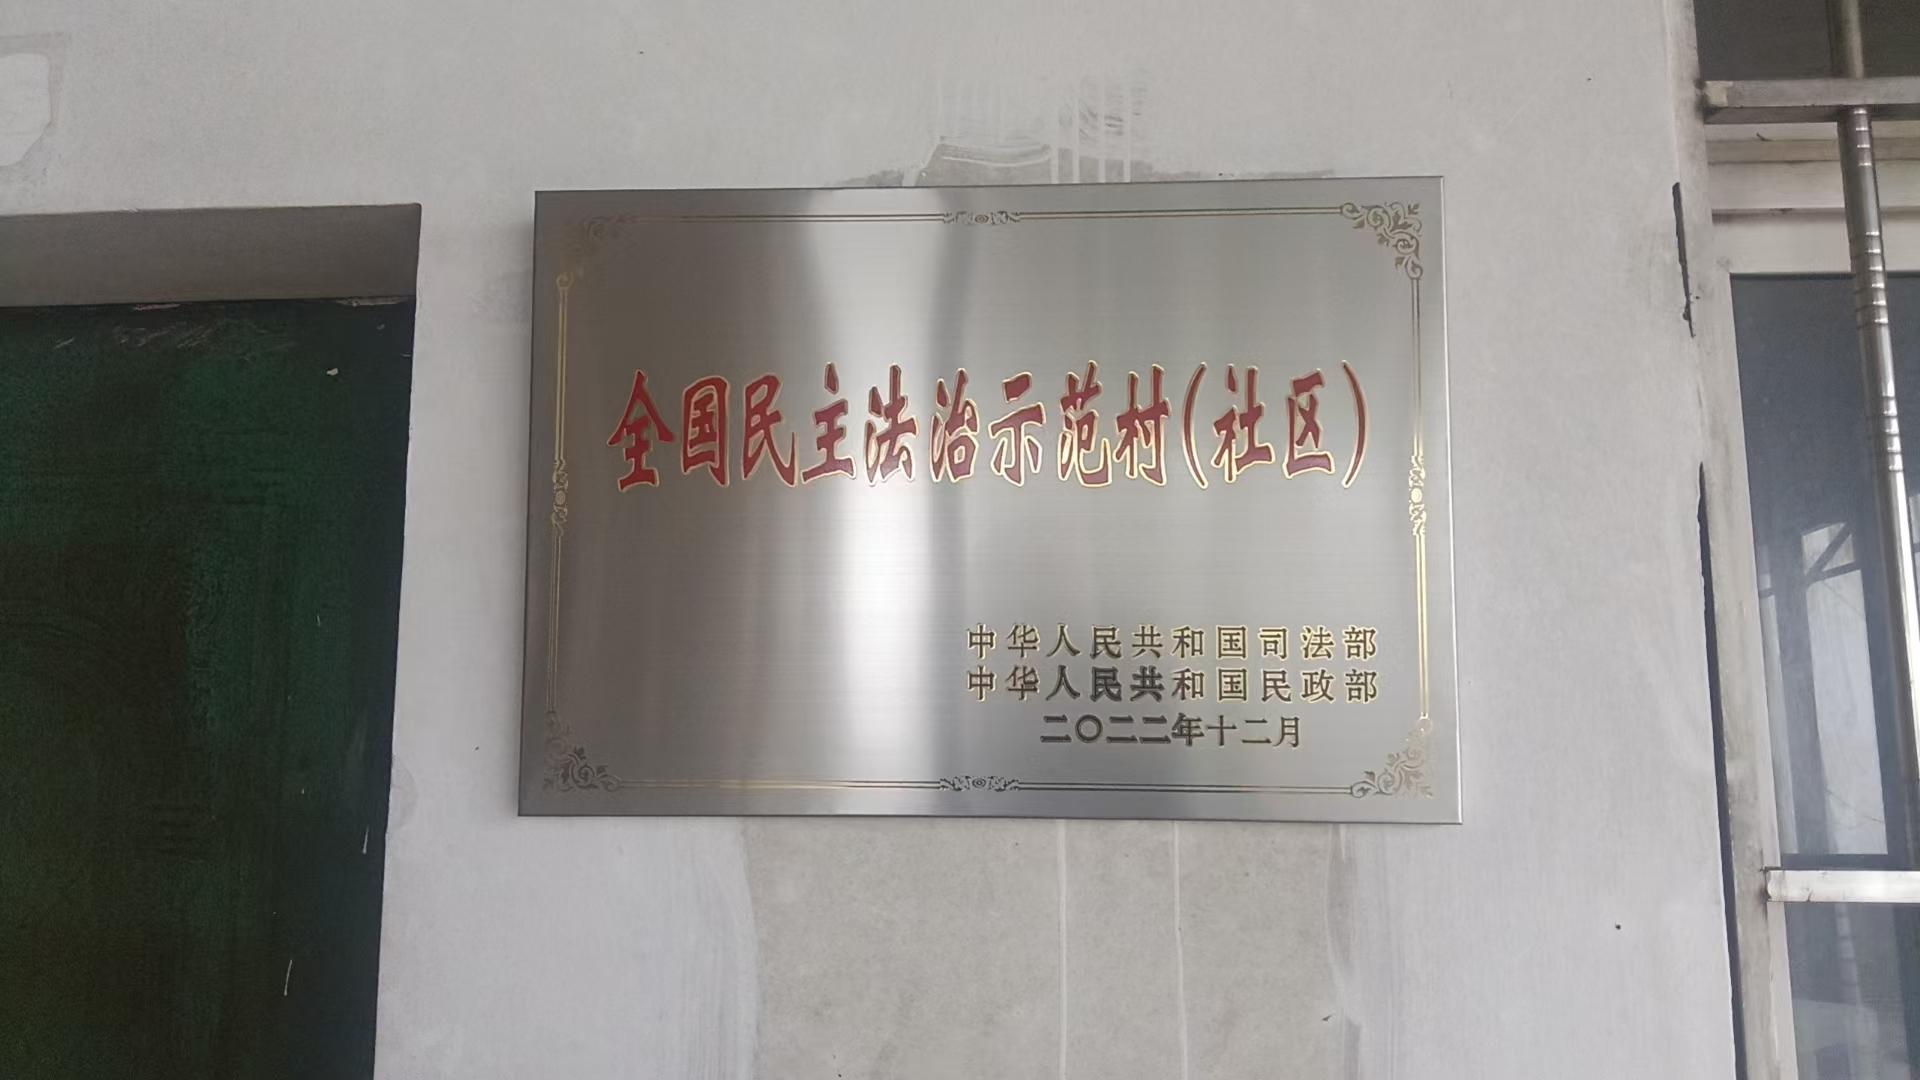 全国民主法治示范村(社区)
中华人民共和国司法部
中华人民共和国民政部
二〇二二年十二月